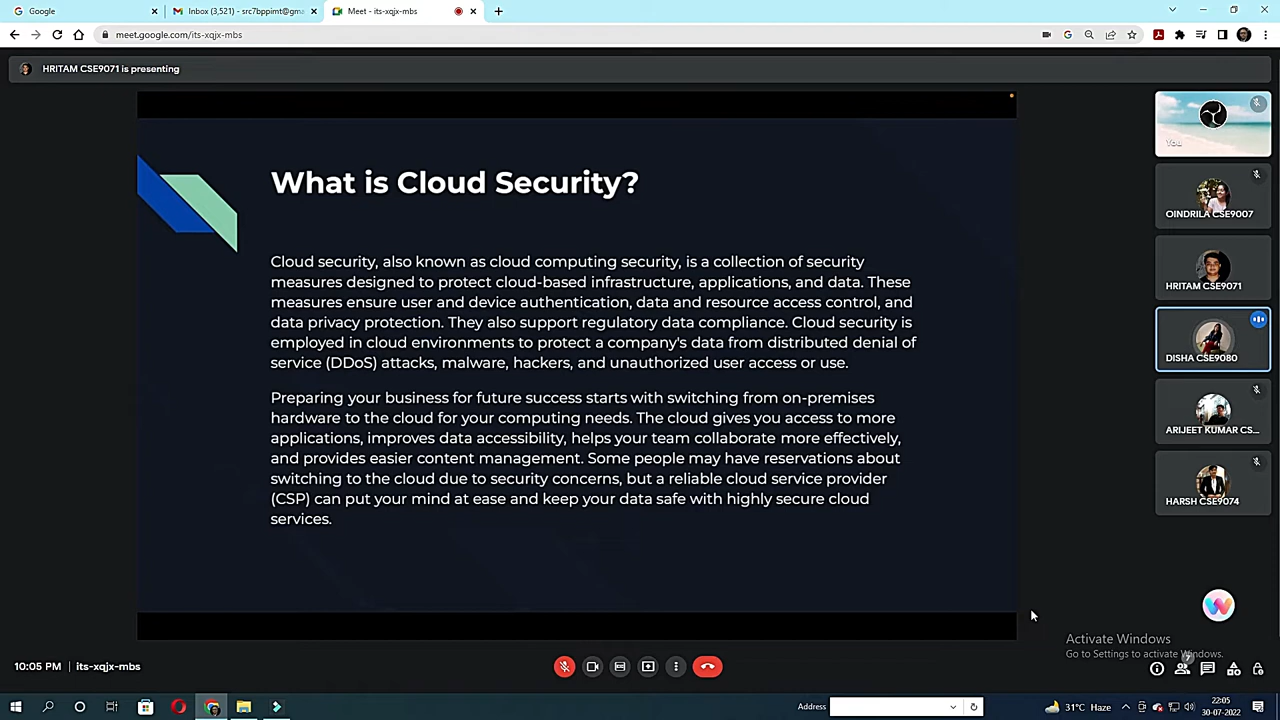 Google
Inbox (3,521) - src7bppimt@gma
Meet - its-xqjx-mbs
meet.google.com/its-xqjx-mbs
HRITAM CSE9071 is presenting
What is Cloud Security?
Cloud security, also known as cloud computing security, is a collection of security
measures designed to protect cloud-based infrastructure, applications, and data. These
measures ensure user and device authentication, data and resource access control, and
data privacy protection. They also support regulatory data compliance. Cloud security is
employed in cloud environments to protect a company's data from distributed denial of
service (DDoS) attacks, malware, hackers, and unauthorized user access or use.
Preparing your business for future success starts with switching from on-premises
hardware to the cloud for your computing needs. The cloud gives you access to more
applications, improves data accessibility, helps your team collaborate more effectively,
and provides easier content management. Some people may have reservations about
switching to the cloud due to security concerns, but a reliable cloud service provider
(CSP) can put your mind at ease and keep your data safe with highly secure cloud
services.
You
OINDRILA CSE9007
HRITAM CSE9071
DISHA CSE9080
ARIJEET KUMAR CS...
HARSH CSE9074
Activate Windows
Go to Settings to activate Windows.
10:05 PM | its-xqjx-mbs
Address
31°C Haze
22:05
30-07-2022